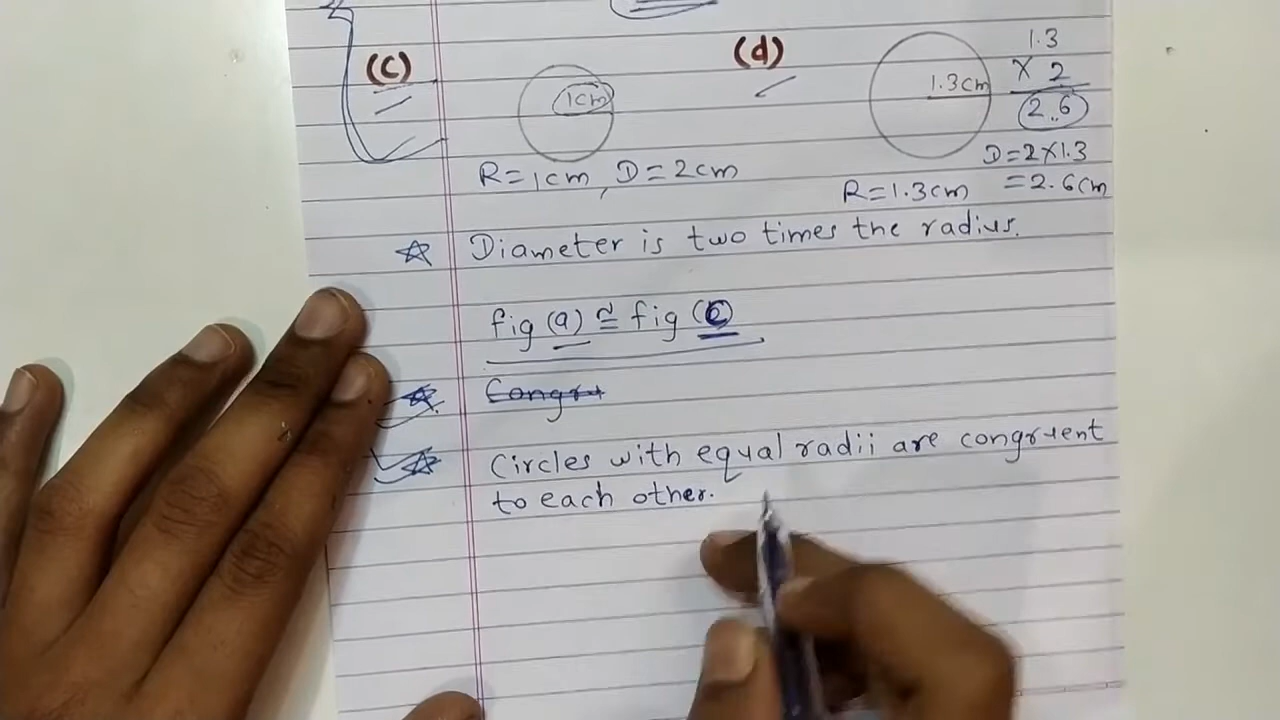 (c) 1cm (d) 1.3cm 1.3
× 2
2.6
R=1cm, D=2cm D=2×1.3
R=1.3cm =2.6cm
Diameter is two times the radius.
fig (a) ≅ fig (c)
Congru
Circles with equal radii are congruent
to each other.